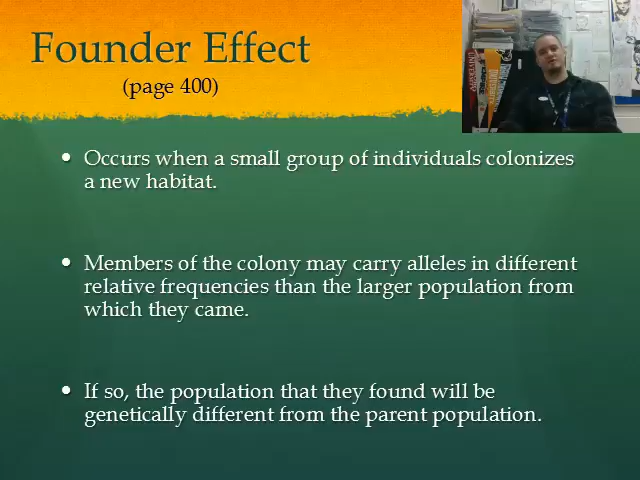 Founder Effect
(page 400)
• Occurs when a small group of individuals colonizes
a new habitat.
• Members of the colony may carry alleles in different
relative frequencies than the larger population from
which they came.
• If so, the population that they found will be
genetically different from the parent population.